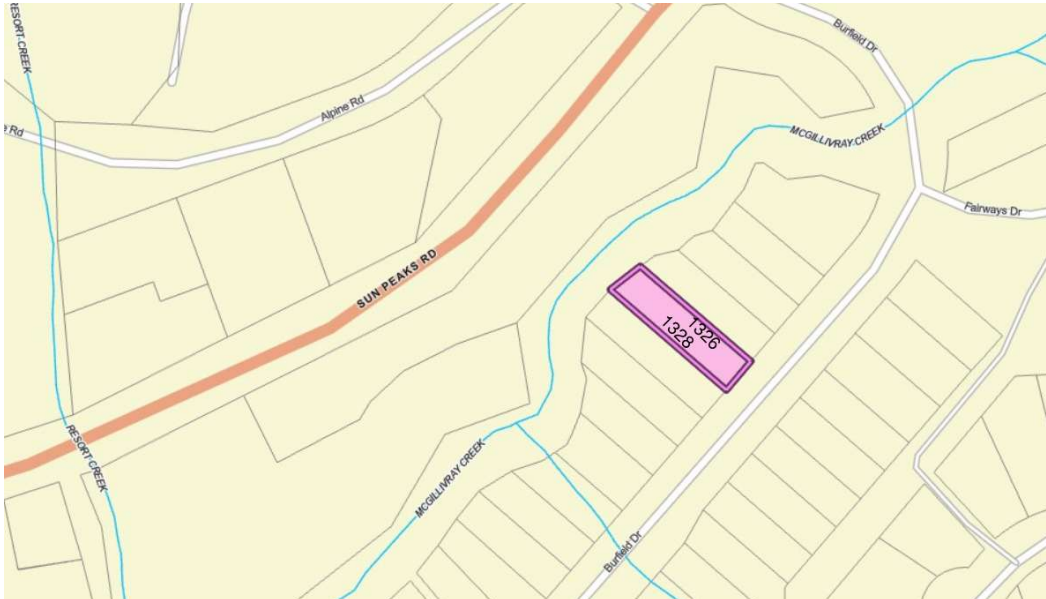 RESORT CREEK
Burfield Dr
Alpine Rd
e Rd
MCGILLIVRAY CREEK
Fairways Dr
SUN PEAKS RD
1326
1328
RESORT CREEK
MCGILLIVRAY CREEK
Burfield Dr